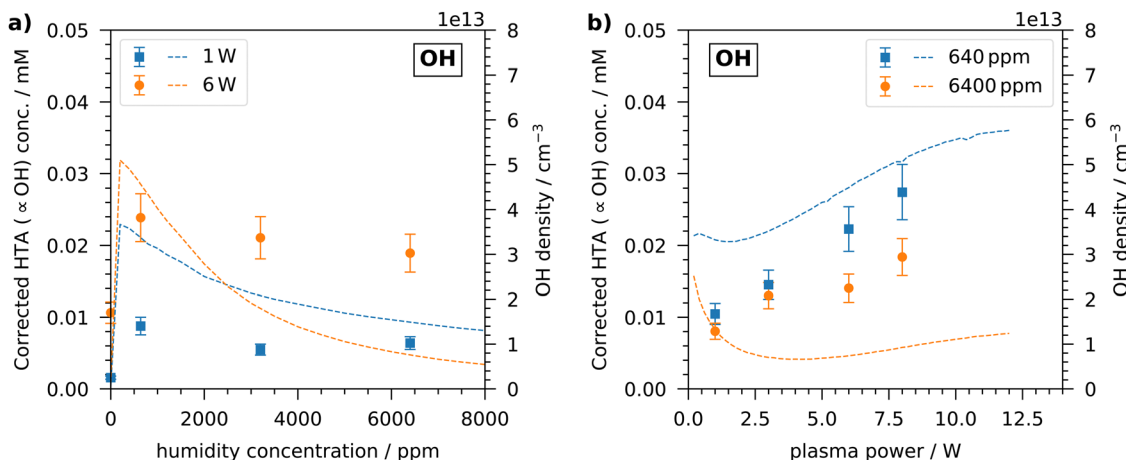 a)
1e13
Corrected HTA (∝OH) conc. / mM
0.05
0.04
0.03
0.02
0.01
0.00
1 W
6 W
OH
8
7
6
5
4
3
2
1
0
OH density / cm⁻³
0
2000
4000
6000
8000
humidity concentration / ppm
b)
1e13
Corrected HTA (∝OH) conc. / mM
0.05
0.04
0.03
0.02
0.01
0.00
OH
640 ppm
6400 ppm
8
7
6
5
4
3
2
1
0
OH density / cm⁻³
0.0
2.5
5.0
7.5
10.0
12.5
plasma power / W